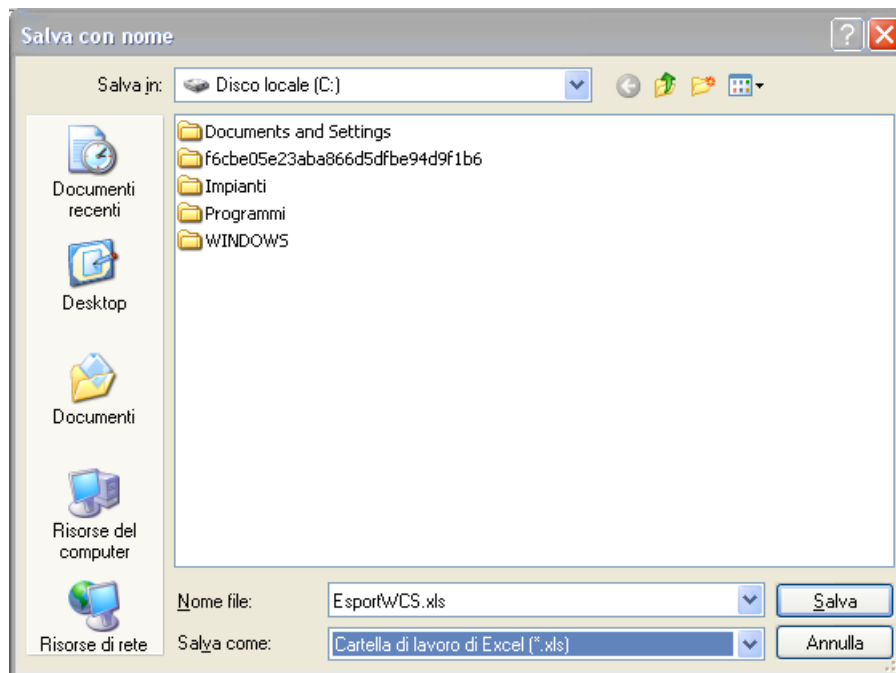 Salva con nome
Salva in:
Disco locale (C:)
Documents and Settings
f6cbe05e23aba866d5dfbe94d9f1b6
Impianti
Programmi
WINDOWS
Documenti
recenti
Desktop
Documenti
Risorse del
computer
Risorse di rete
Nome file:
EsportWCS.xls
Salva
Salva come:
Cartella di lavoro di Excel (*.xls)
Annulla